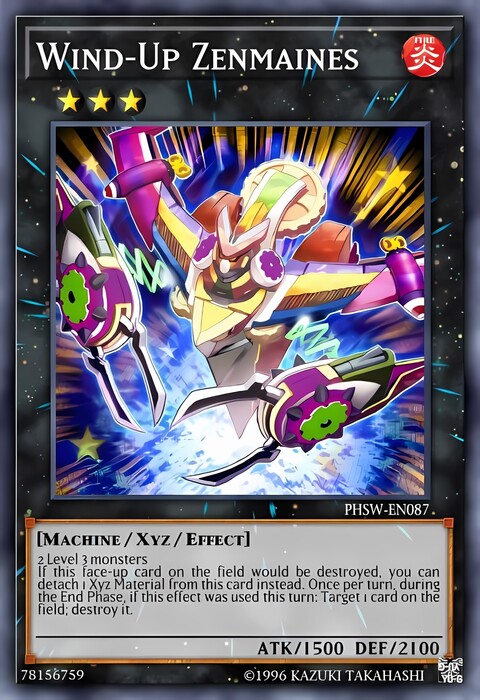 WIND-UP ZENMAINES
FIRE
炎
PHSW-EN087
[MACHINE / XYZ / EFFECT]
2 Level 3 monsters
If this face-up card on the field would be destroyed, you can
detach 1 Xyz Material from this card instead. Once per turn, during
the End Phase, if this effect was used this turn: Target 1 card on the
field; destroy it.
ATK/1500 DEF/2100
78156759
©1996 KAZUKI TAKAHASHI